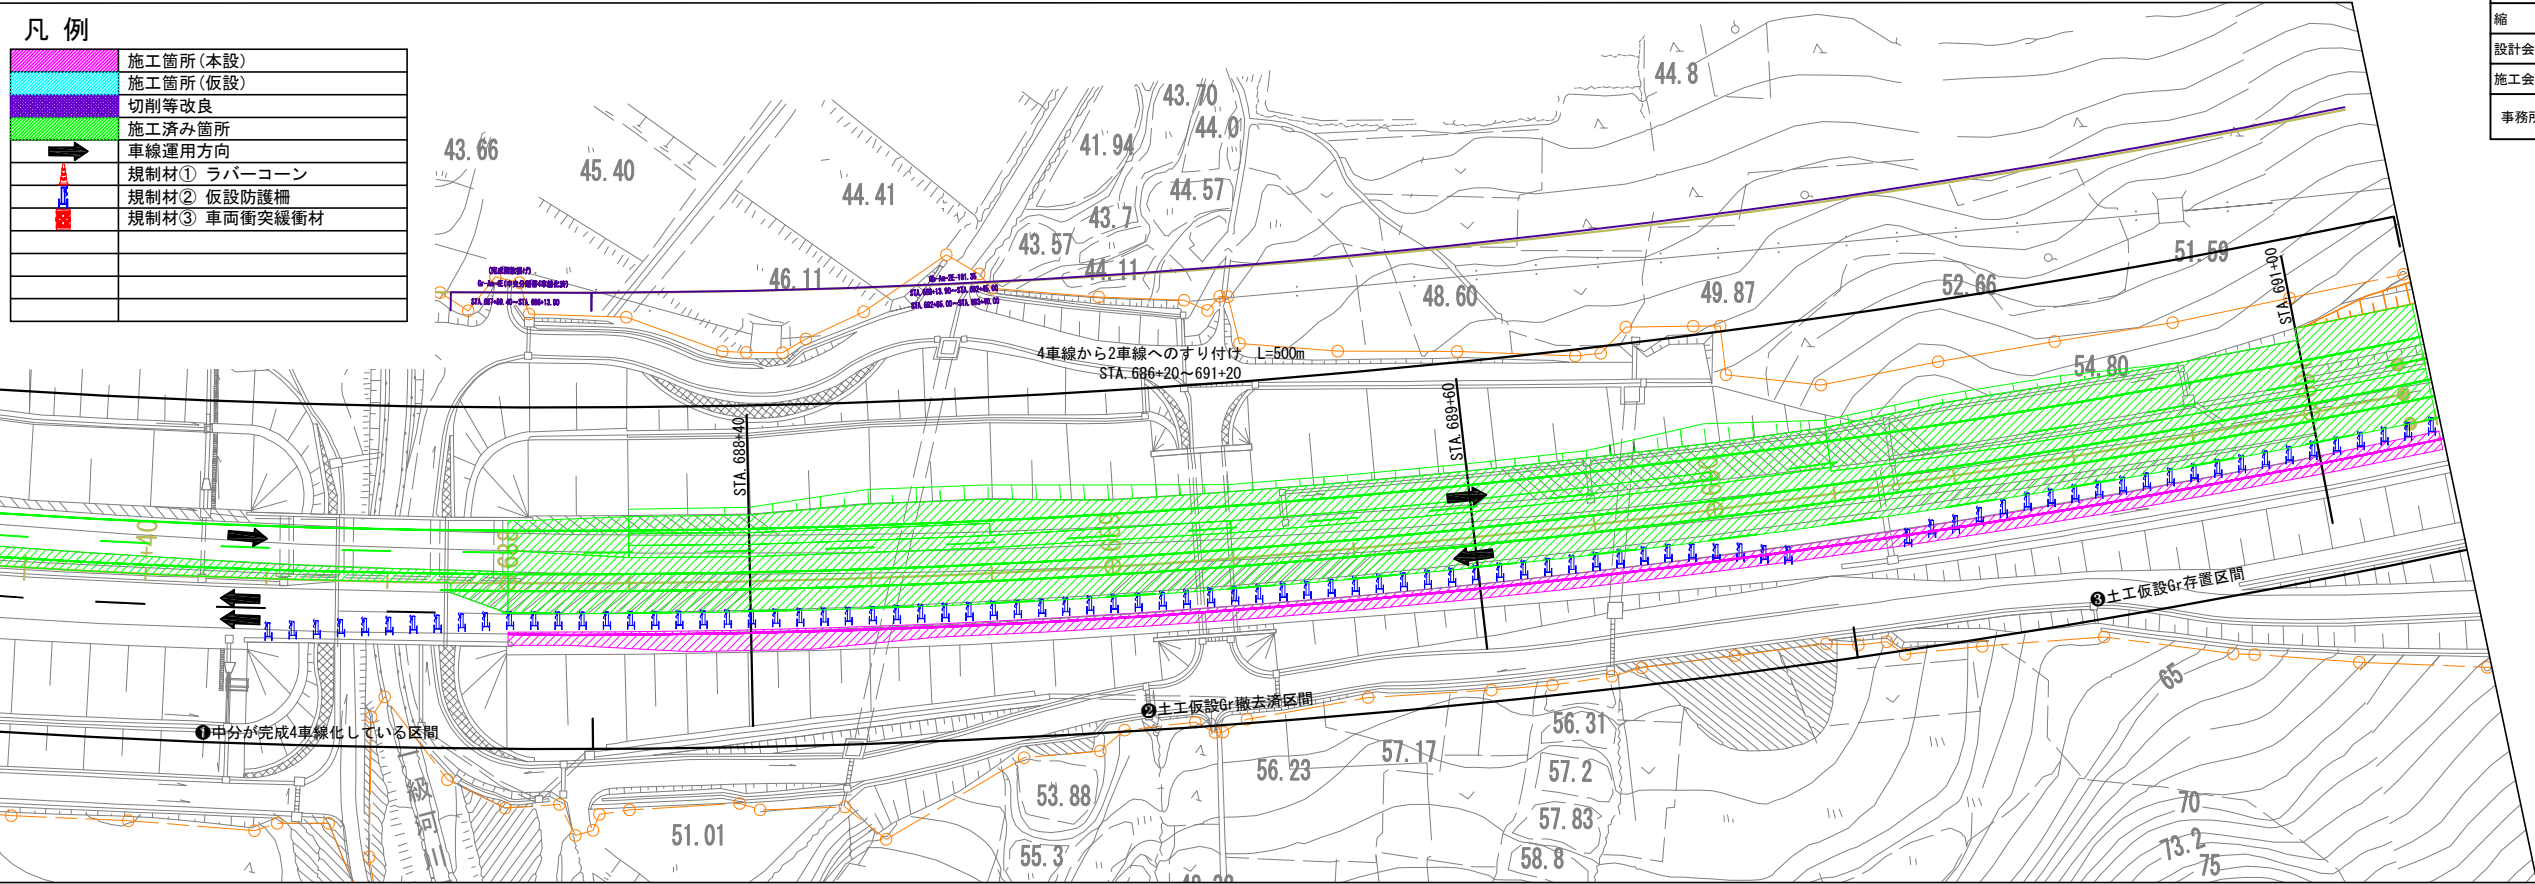 凡 例
施工箇所(本設)
施工箇所(仮設)
切削等改良
施工済み箇所
車線運用方向
規制材① ラバーコーン
規制材② 仮設防護柵
規制材③ 車両衝突緩衝材
縮
設計会
施工会
事務所
44.8
43.70
44.0
41.94
43.66
45.40
44.41
44.57
43.7
43.57
44.11
46.11
48.60
49.87
52.66
51.59
54.80
STA.691+00
4車線から2車線へのすり付け L=500m
STA.686+20～691+20
STA.688+40
STA.689+60
+40
688
689
690
❶中分が完成4車線化している区間
❷土工仮設Gr撤去済区間
❸土工仮設Gr存置区間
一級河川
51.01
53.88
55.3
56.23
57.17
56.31
57.2
57.83
58.8
65
70
73.2
75